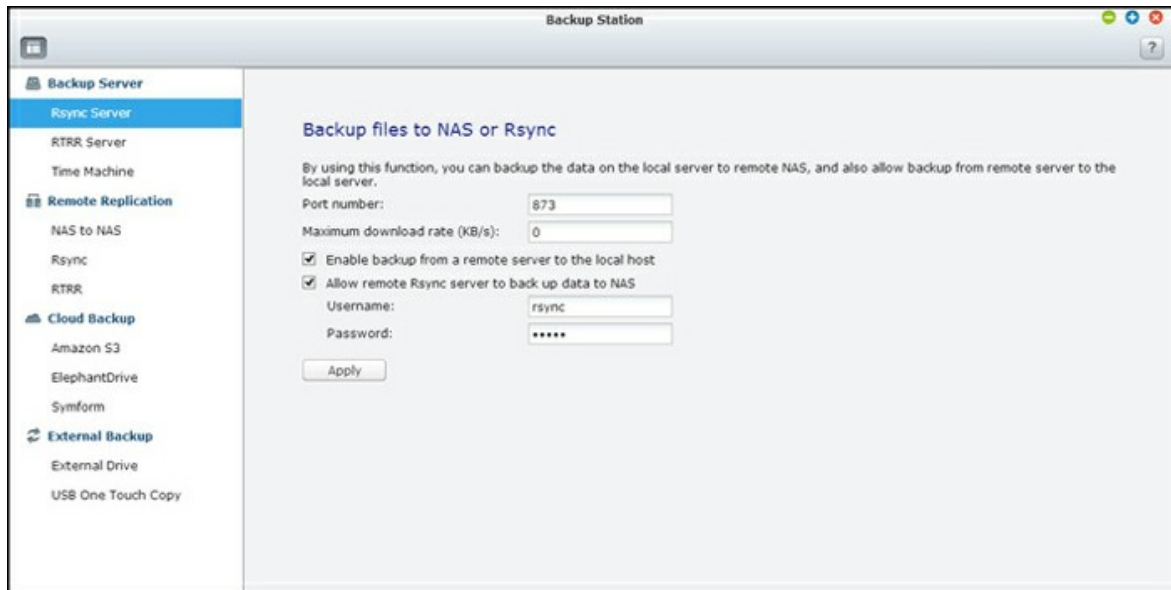 Backup Station
?
Backup Server
Rsync Server
RTRR Server
Time Machine
Remote Replication
NAS to NAS
Rsync
RTRR
Cloud Backup
Amazon S3
ElephantDrive
Symform
External Backup
External Drive
USB One Touch Copy
Backup files to NAS or Rsync
By using this function, you can backup the data on the local server to remote NAS, and also allow backup from remote server to the
local server.
Port number: 873
Maximum download rate (KB/s): 0
Enable backup from a remote server to the local host
Allow remote Rsync server to back up data to NAS
Username: rsync
Password: •••••
Apply